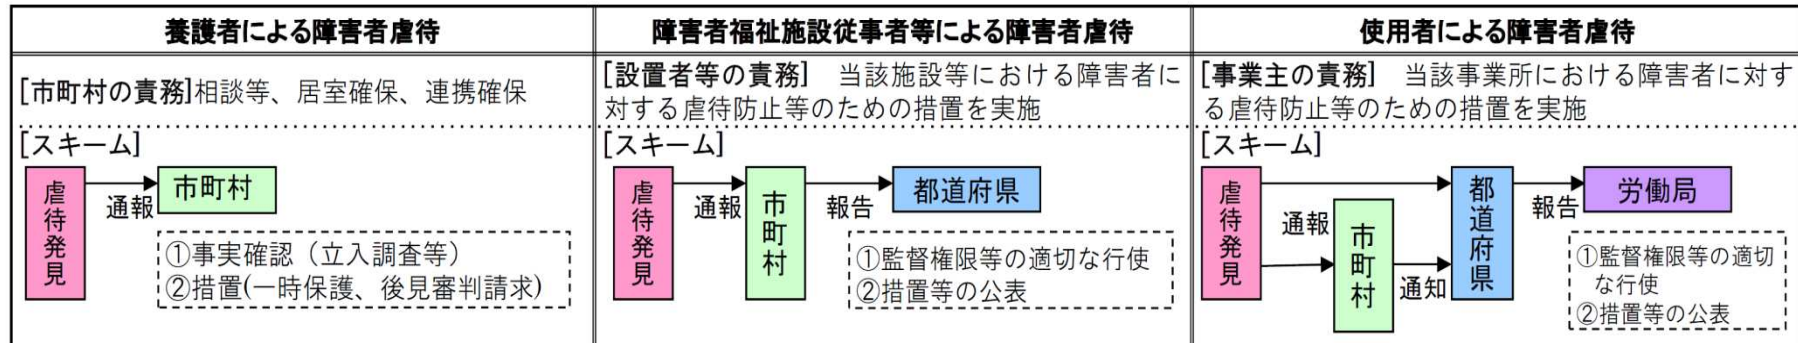 養護者による障害者虐待
[市町村の責務]相談等、居室確保、連携確保
[スキーム]
虐待発見
通報
市町村
①事実確認（立入調査等）
②措置(一時保護、後見審判請求)
障害者福祉施設従事者等による障害者虐待
[設置者等の責務]　当該施設等における障害者に
対する虐待防止等のための措置を実施
[スキーム]
虐待発見
通報
市町村
報告
都道府県
①監督権限等の適切な行使
②措置等の公表
使用者による障害者虐待
[事業主の責務]　当該事業所における障害者に対す
る虐待防止等のための措置を実施
[スキーム]
虐待発見
通報
市町村
通知
都道府県
報告
労働局
①監督権限等の適切
な行使
②措置等の公表